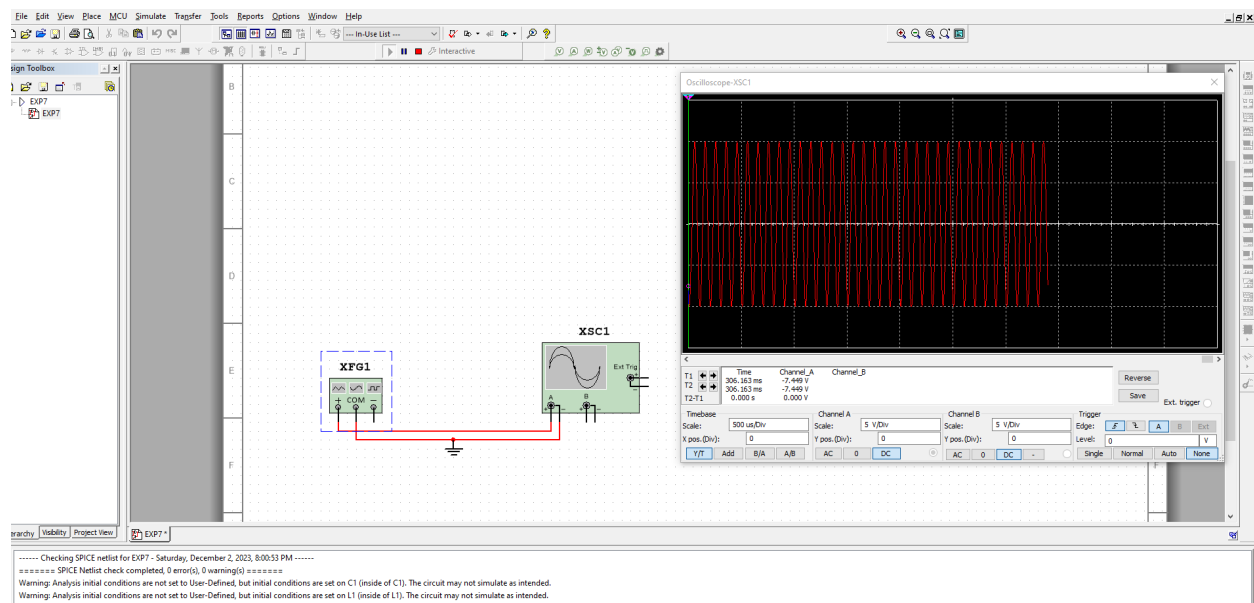 File Edit View Place MCU Simulate Transfer Tools Reports Options Window Help
--- In-Use List ---
Interactive
sign Toolbox
EXP7
EXP7
B
C
D
E
F
XFG1
COM
XSC1
Ext Trig
A B
F
Oscilloscope-XSC1
Time Channel_A Channel_B
T1 306.163 ms -7.449 V
T2 306.163 ms -7.449 V
T2-T1 0.000 s 0.000 V
Reverse
Save
Ext. trigger
Timebase Channel A Channel B Trigger
Scale: 500 us/Div Scale: 5 V/Div Scale: 5 V/Div Edge: A B Ext
X pos.(Div): 0 Y pos.(Div): 0 Y pos.(Div): 0 Level: 0 V
Y/T Add B/A A/B AC 0 DC AC 0 DC - Single Normal Auto None
erarchy Visibility Project View
EXP7 *
------ Checking SPICE netlist for EXP7 - Saturday, December 2, 2023, 8:00:53 PM ------
======= SPICE Netlist check completed, 0 error(s), 0 warning(s) =======
Warning: Analysis initial conditions are not set to User-Defined, but initial conditions are set on C1 (inside of C1). The circuit may not simulate as intended.
Warning: Analysis initial conditions are not set to User-Defined, but initial conditions are set on L1 (inside of L1). The circuit may not simulate as intended.